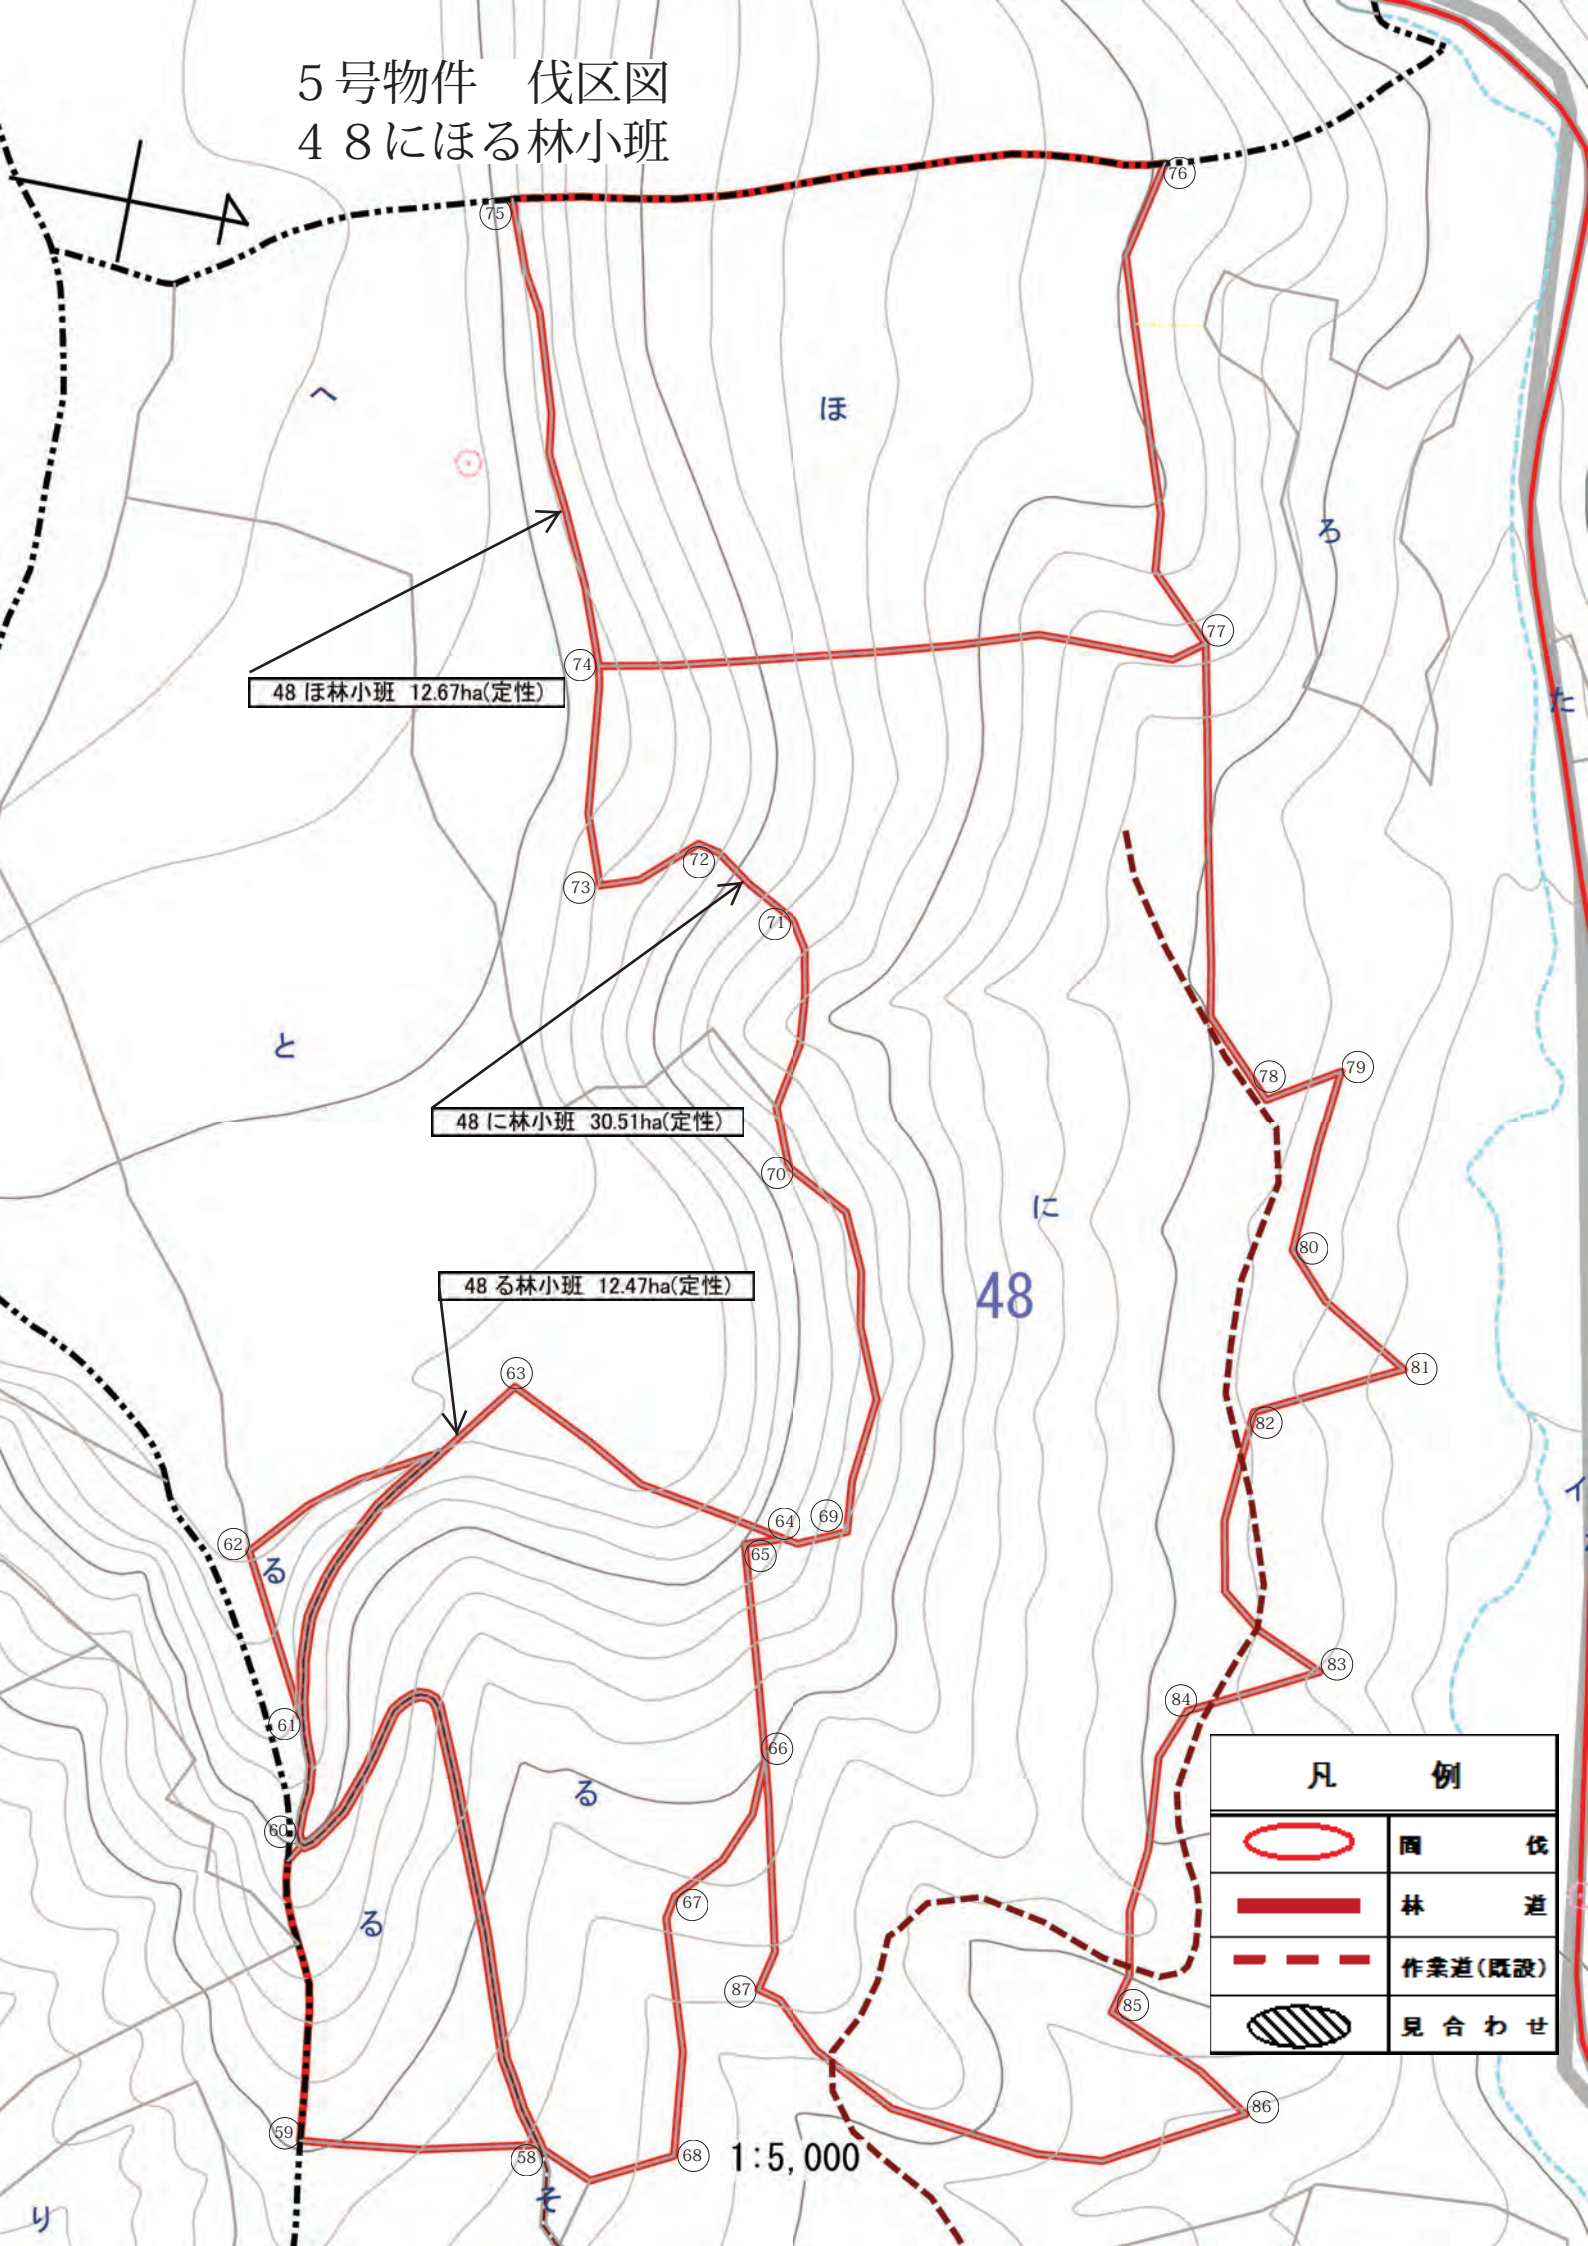 ５号物件　伐区図
４８にほる林小班
76
75
へ
ほ
ろ
77
74
48 ほ林小班 12.67ha(定性)
た
72
73
71
と
79
78
48 に林小班 30.51ha(定性)
70
に
80
48 る林小班 12.47ha(定性)
48
81
63
82
イ
69
64
62
65
る
83
84
61
66
凡　例
る
60
間　伐
67
林　道
る
作業道(既設)
87
85
見合わせ
86
59
58
68
1:5,000
そ
り